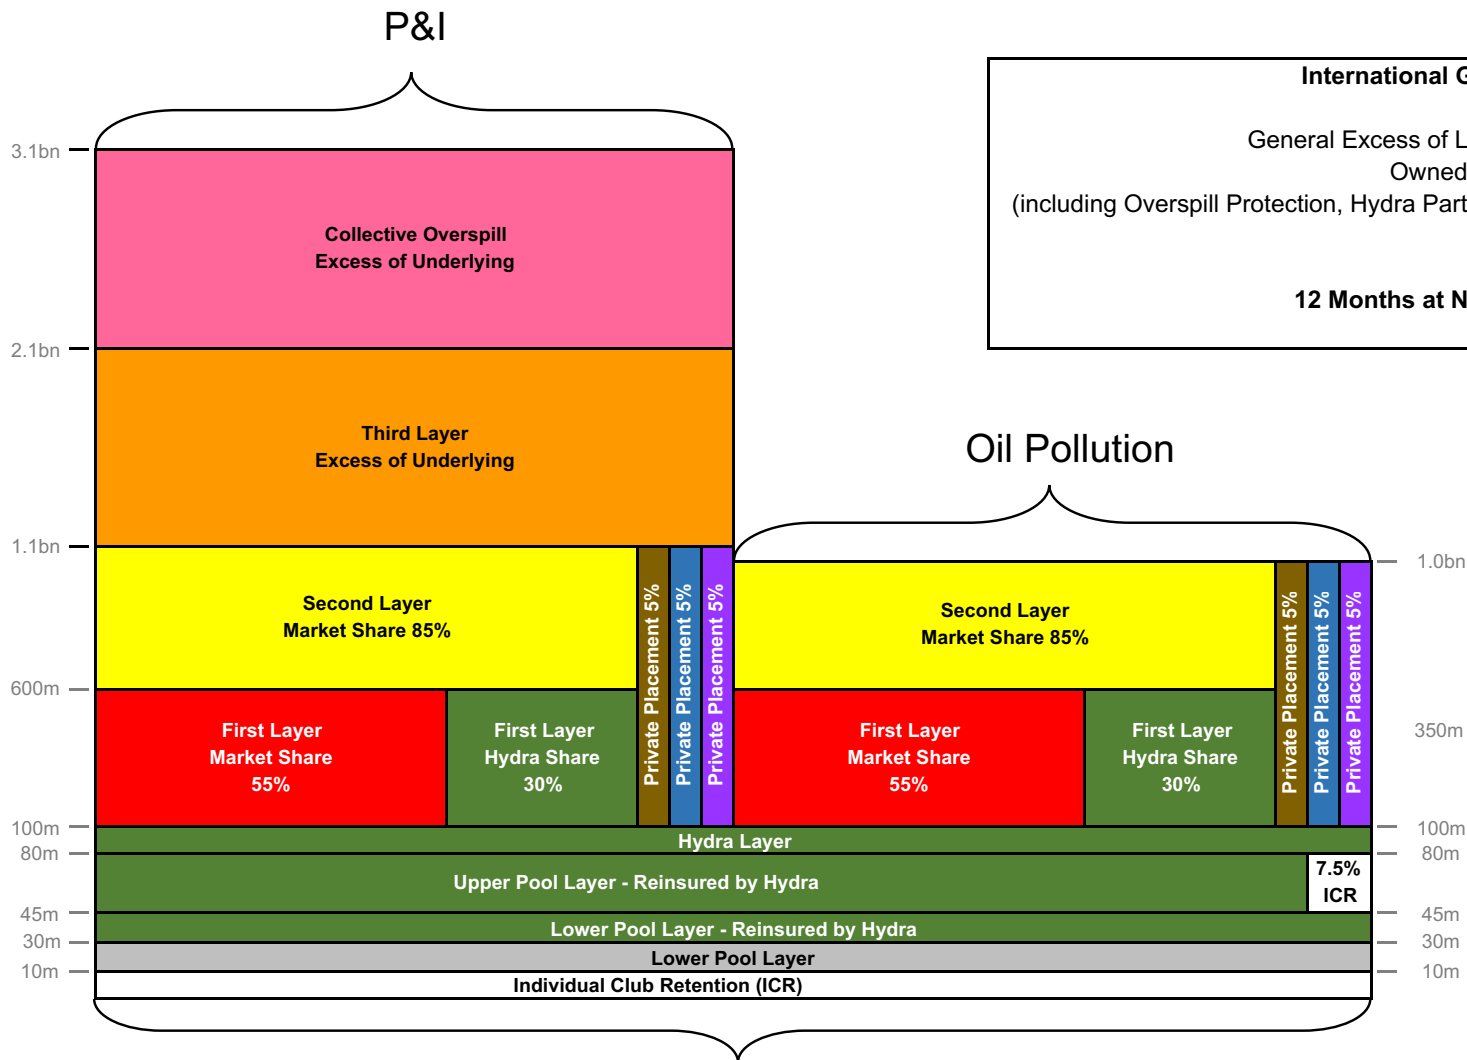 P&I
International G
General Excess of L
Owned
(including Overspill Protection, Hydra Part
12 Months at N
3.1bn
Collective Overspill
Excess of Underlying
2.1bn
Third Layer
Excess of Underlying
Oil Pollution
1.1bn
1.0bn
Second Layer
Market Share 85%
Private Placement 5%
Private Placement 5%
Private Placement 5%
Second Layer
Market Share 85%
Private Placement 5%
Private Placement 5%
Private Placement 5%
600m
350m
First Layer
Market Share
55%
First Layer
Hydra Share
30%
First Layer
Market Share
55%
First Layer
Hydra Share
30%
100m
100m
Hydra Layer
80m
80m
Upper Pool Layer - Reinsured by Hydra
7.5%
ICR
45m
45m
Lower Pool Layer - Reinsured by Hydra
30m
30m
Lower Pool Layer
10m
10m
Individual Club Retention (ICR)